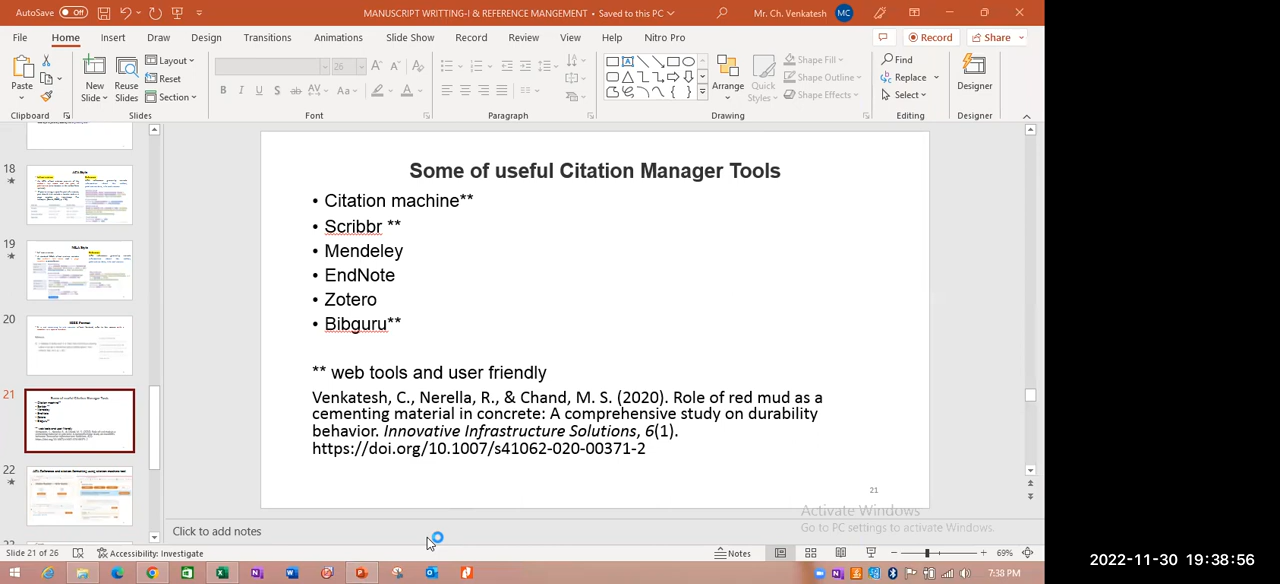 AutoSave Off MANUSCRIPT WRITTING-I & REFERENCE MANGEMENT • Saved to this PC Mr. Ch. Venkatesh MC
File Home Insert Draw Design Transitions Animations Slide Show Record Review View Help Nitro Pro Record Share
Paste New Slide Reuse Slides Layout Reset Section 26 Arrange Quick Styles Shape Fill Shape Outline Shape Effects Find Replace Select Designer
Clipboard Slides Font Paragraph Drawing Editing Designer
18
19
20
21
22
Some of useful Citation Manager Tools
• Citation machine**
• Scribbr **
• Mendeley
• EndNote
• Zotero
• Bibguru**
** web tools and user friendly
Venkatesh, C., Nerella, R., & Chand, M. S. (2020). Role of red mud as a
cementing material in concrete: A comprehensive study on durability
behavior. Innovative Infrastructure Solutions, 6(1).
https://doi.org/10.1007/s41062-020-00371-2
21
Activate Windows
Go to PC settings to activate Windows.
Click to add notes
Slide 21 of 26 Accessibility: Investigate Notes 69%
7:38 PM
2022-11-30 19:38:56